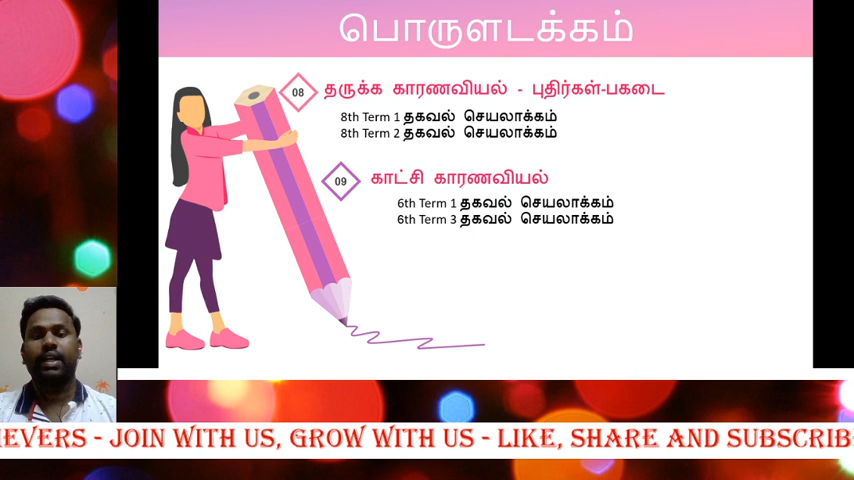 பொருளடக்கம்
08 தருக்க காரணவியல் - புதிர்கள்-பகடை
8th Term 1 தகவல் செயலாக்கம்
8th Term 2 தகவல் செயலாக்கம்
09 காட்சி காரணவியல்
6th Term 1 தகவல் செயலாக்கம்
6th Term 3 தகவல் செயலாக்கம்
IEVERS - JOIN WITH US, GROW WITH US - LIKE, SHARE AND SUBSCRIB